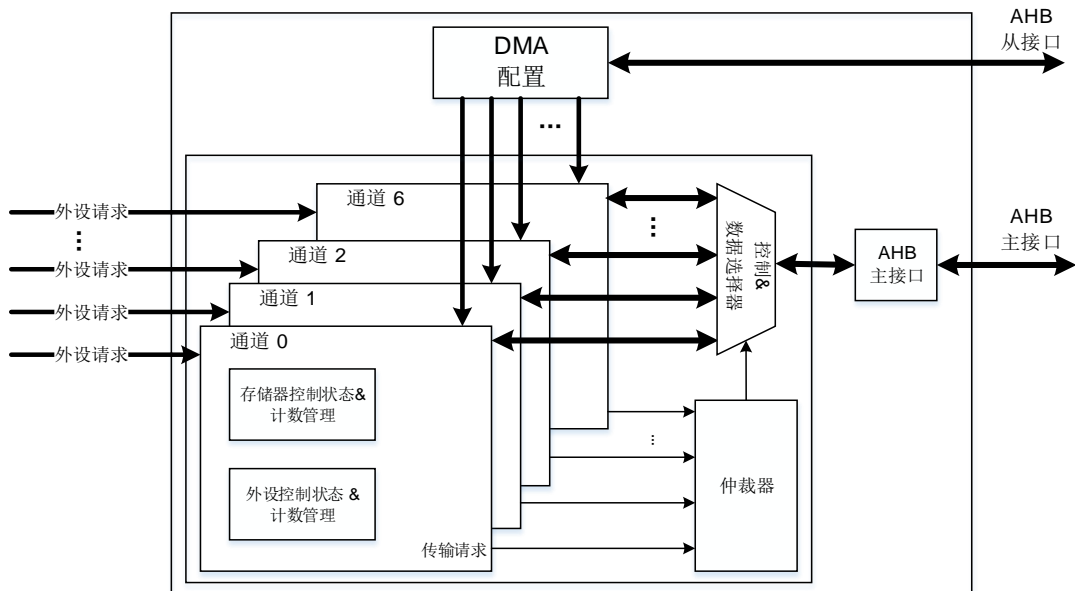 AHB
从接口
DMA
配置
...
通道 6
外设请求
...
...
通道 2
外设请求
控制&
数据选择器
AHB
主接口
AHB
主接口
通道 1
外设请求
通道 0
外设请求
存储器控制状态&
计数管理
...
仲裁器
外设控制状态 &
计数管理
传输请求